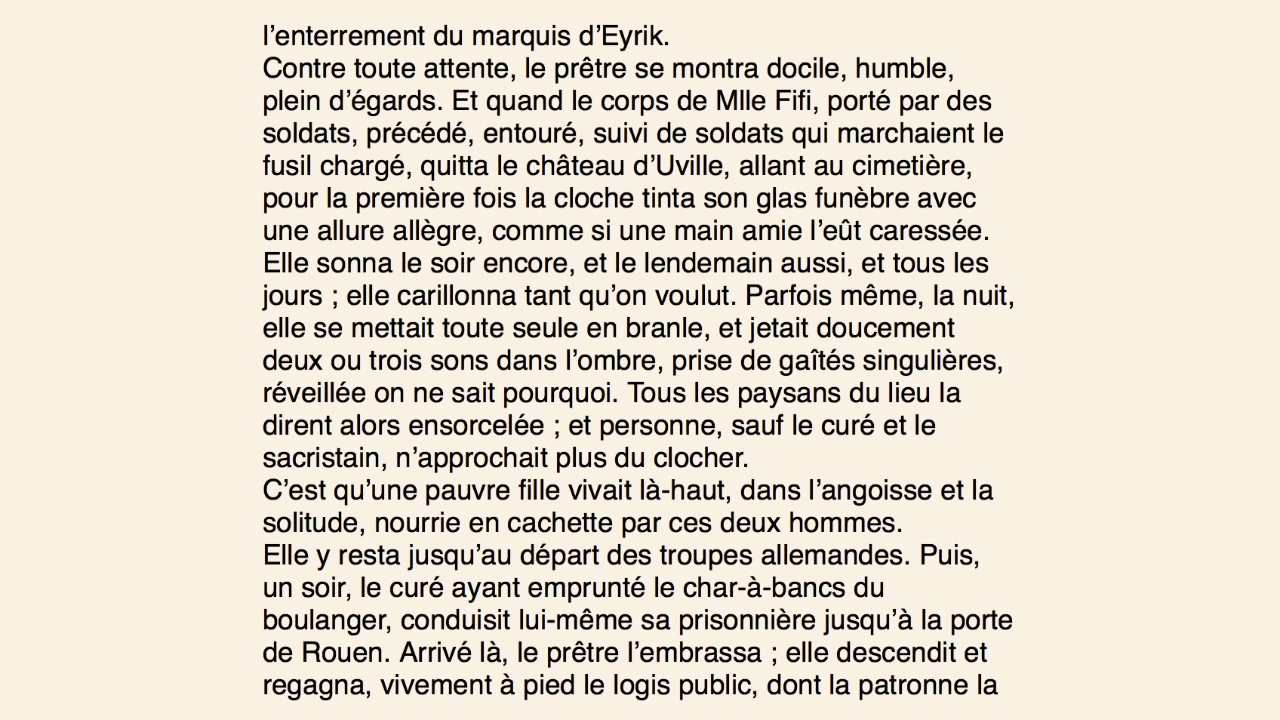 l’enterrement du marquis d’Eyrik.
Contre toute attente, le prêtre se montra docile, humble,
plein d’égards. Et quand le corps de Mlle Fifi, porté par des
soldats, précédé, entouré, suivi de soldats qui marchaient le
fusil chargé, quitta le château d’Uville, allant au cimetière,
pour la première fois la cloche tinta son glas funèbre avec
une allure allègre, comme si une main amie l’eût caressée.
Elle sonna le soir encore, et le lendemain aussi, et tous les
jours ; elle carillonna tant qu’on voulut. Parfois même, la nuit,
elle se mettait toute seule en branle, et jetait doucement
deux ou trois sons dans l’ombre, prise de gaîtés singulières,
réveillée on ne sait pourquoi. Tous les paysans du lieu la
dirent alors ensorcelée ; et personne, sauf le curé et le
sacristain, n’approchait plus du clocher.
C’est qu’une pauvre fille vivait là-haut, dans l’angoisse et la
solitude, nourrie en cachette par ces deux hommes.
Elle y resta jusqu’au départ des troupes allemandes. Puis,
un soir, le curé ayant emprunté le char-à-bancs du
boulanger, conduisit lui-même sa prisonnière jusqu’à la porte
de Rouen. Arrivé là, le prêtre l’embrassa ; elle descendit et
regagna, vivement à pied le logis public, dont la patronne la